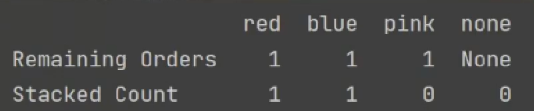 red blue pink none
Remaining Orders 1 1 1 None
Stacked Count 1 1 0 0